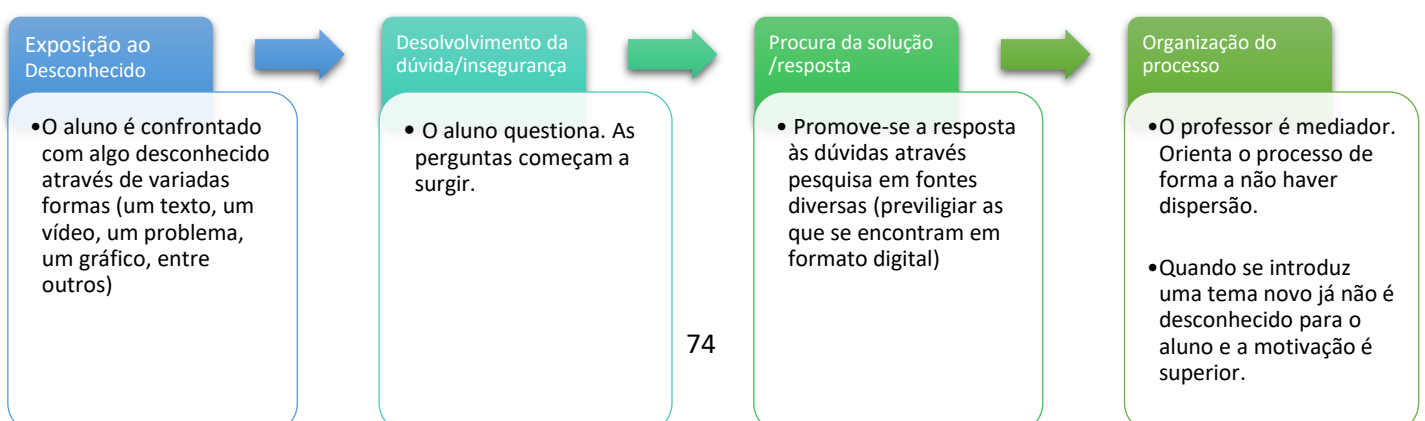 Exposição ao
Desconhecido
•O aluno é confrontado
com algo desconhecido
através de variadas
formas (um texto, um
vídeo, um problema,
um gráfico, entre
outros)
Desolvolvimento da
dúvida/insegurança
• O aluno questiona. As
perguntas começam a
surgir.
Procura da solução
/resposta
• Promove-se a resposta
às dúvidas através
pesquisa em fontes
diversas (previligiar as
que se encontram em
formato digital)
Organização do
processo
•O professor é mediador.
Orienta o processo de
forma a não haver
dispersão.
•Quando se introduz
uma tema novo já não é
desconhecido para o
aluno e a motivação é
superior.
74